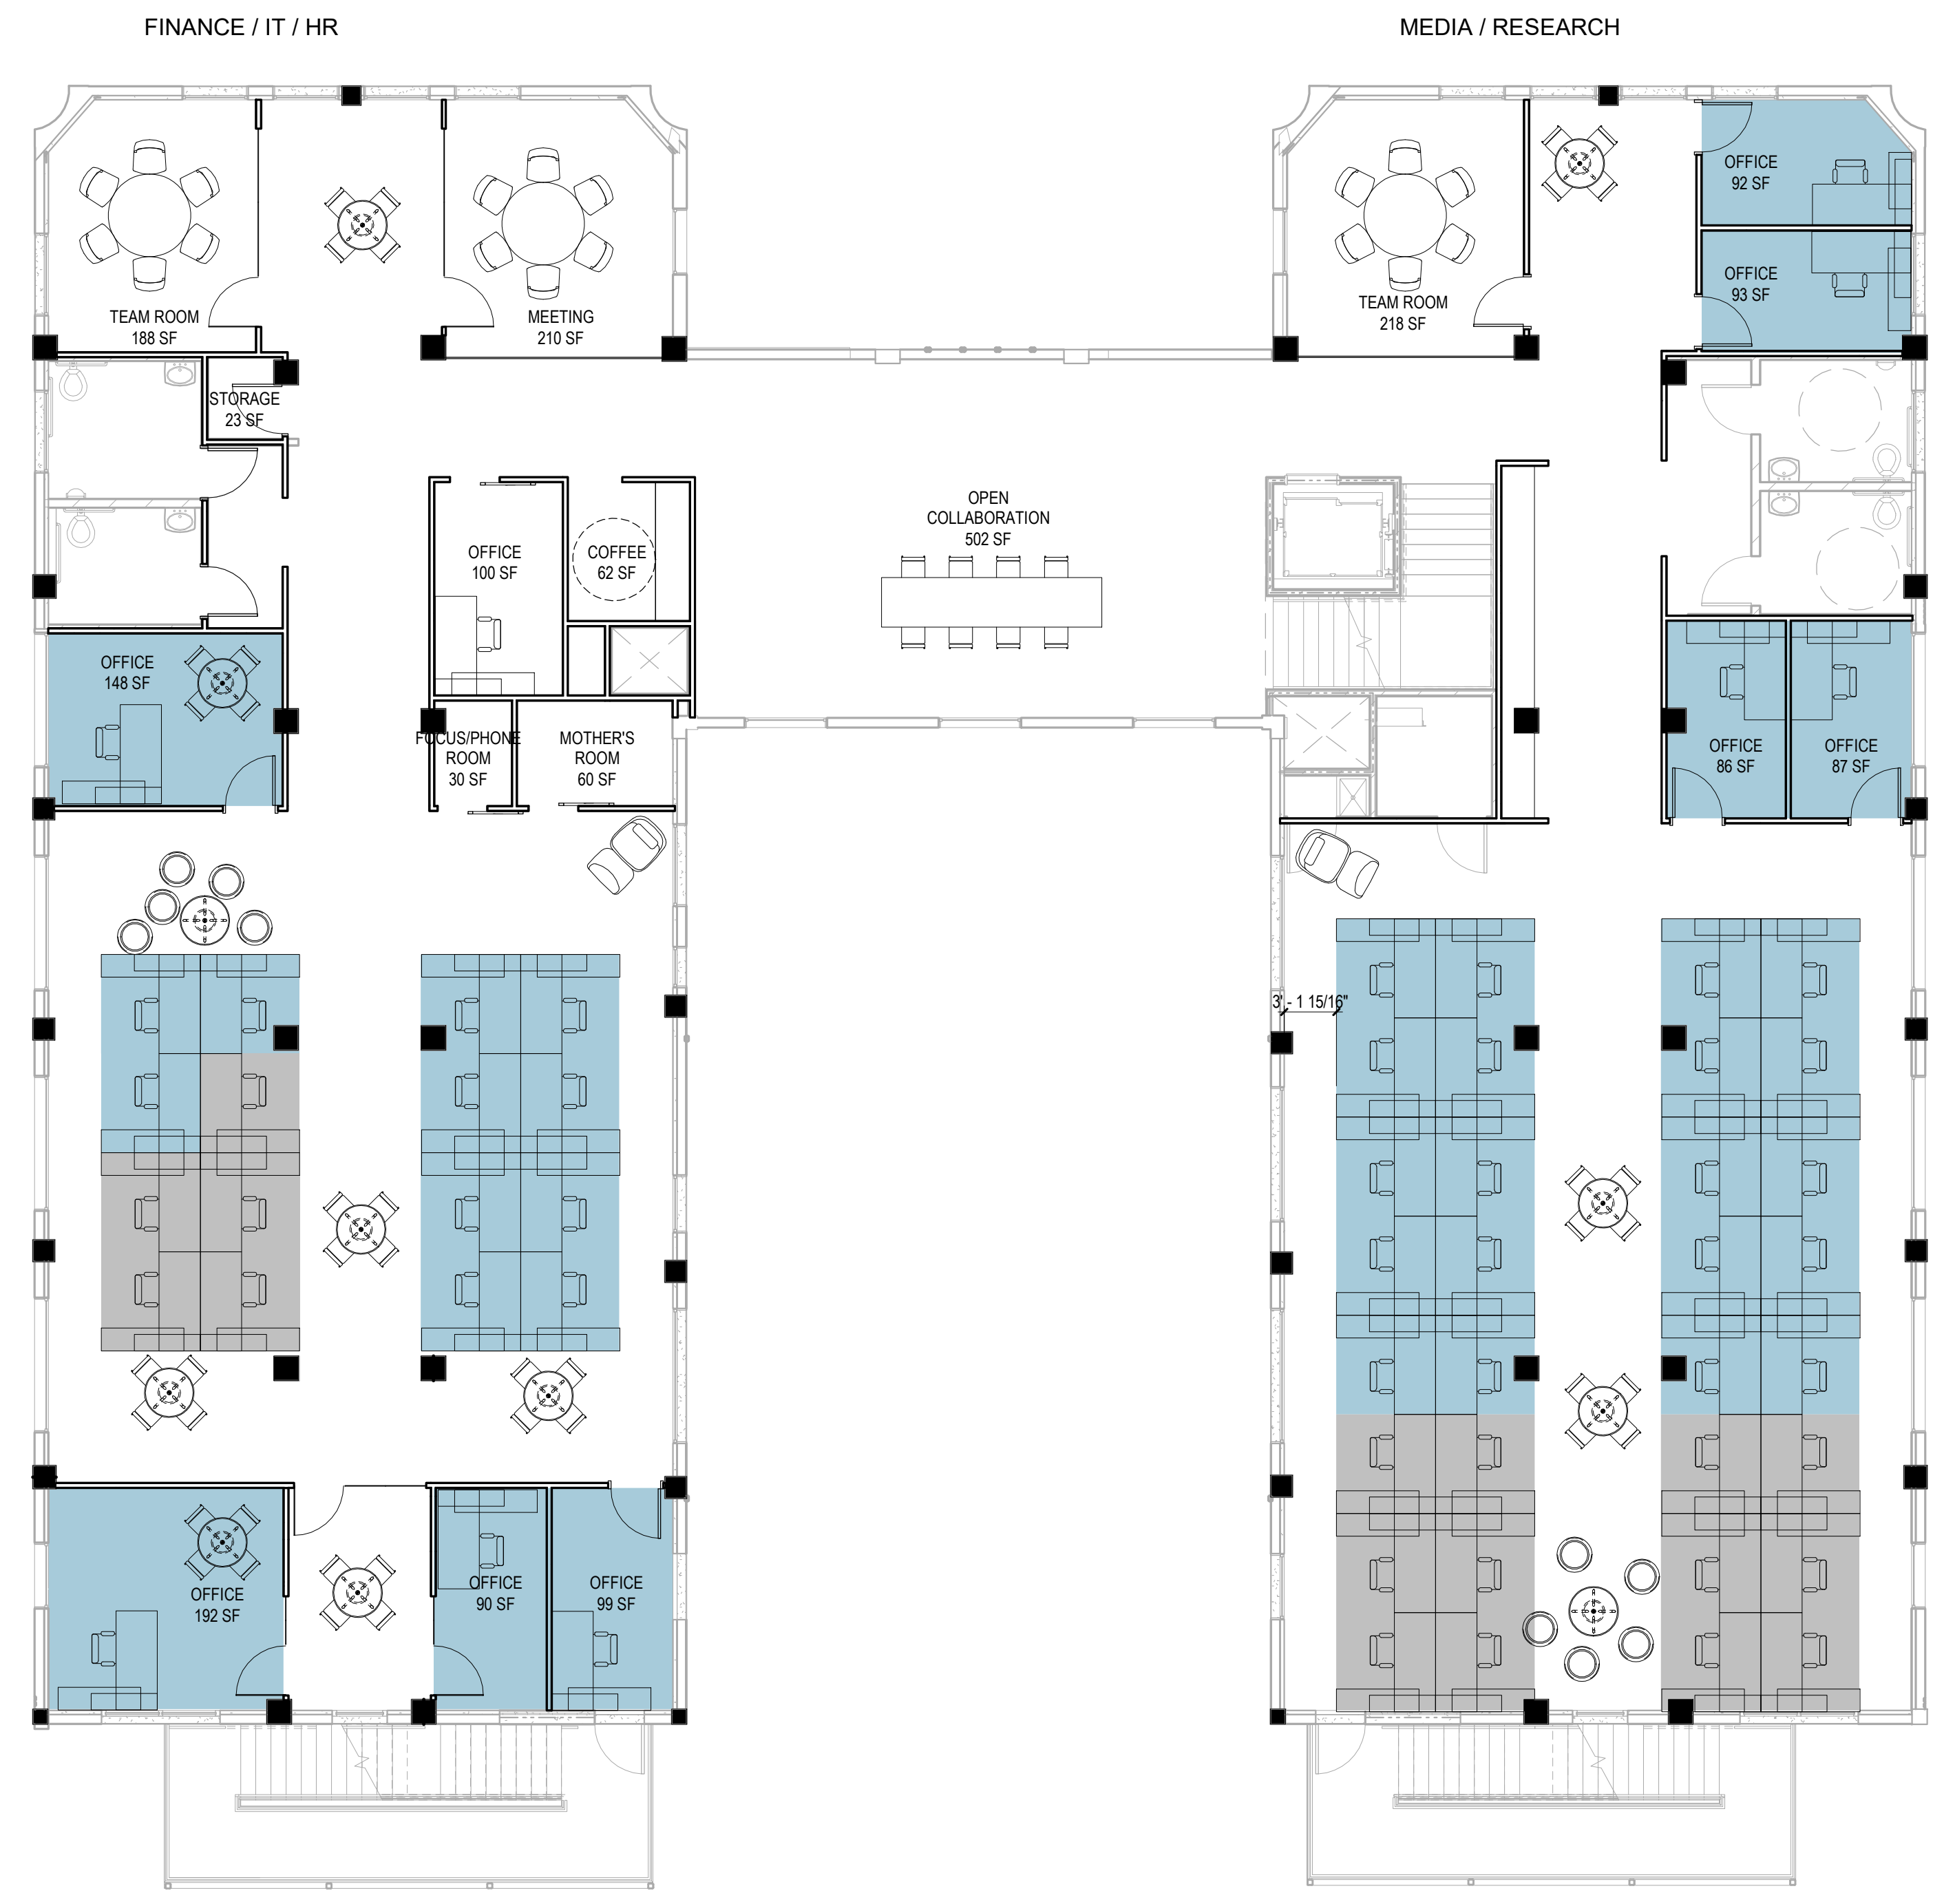 FINANCE / IT / HR
MEDIA / RESEARCH
TEAM ROOM
188 SF
MEETING
210 SF
TEAM ROOM
218 SF
OFFICE
92 SF
OFFICE
93 SF
STORAGE
23 SF
OFFICE
100 SF
COFFEE
62 SF
OPEN
COLLABORATION
502 SF
OFFICE
148 SF
FOCUS/PHONE
ROOM
30 SF
MOTHER'S
ROOM
60 SF
OFFICE
86 SF
OFFICE
87 SF
3' - 1 15/16"
OFFICE
192 SF
OFFICE
90 SF
OFFICE
99 SF